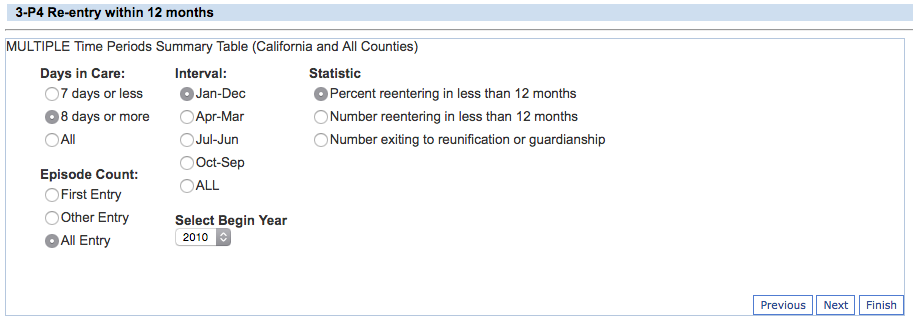 3-P4 Re-entry within 12 months
MULTIPLE Time Periods Summary Table (California and All Counties)
Days in Care:
7 days or less
8 days or more
All
Episode Count:
First Entry
Other Entry
All Entry
Interval:
Jan-Dec
Apr-Mar
Jul-Jun
Oct-Sep
ALL
Select Begin Year
2010
Statistic
Percent reentering in less than 12 months
Number reentering in less than 12 months
Number exiting to reunification or guardianship
Previous
Next
Finish